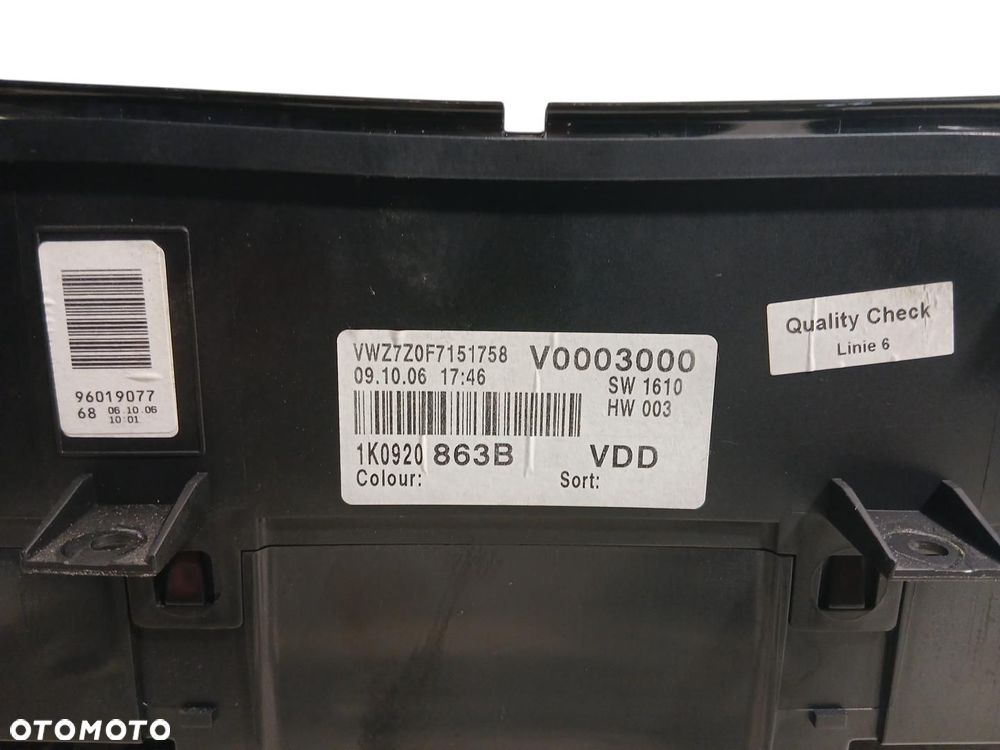 96019077
68 06.10.06
10:01
VWZ7Z0F7151758 V0003000
09.10.06 17:46 SW 1610
HW 003
1K0920 863B VDD
Colour: Sort:
Quality Check
Linie 6
OTOMOTO